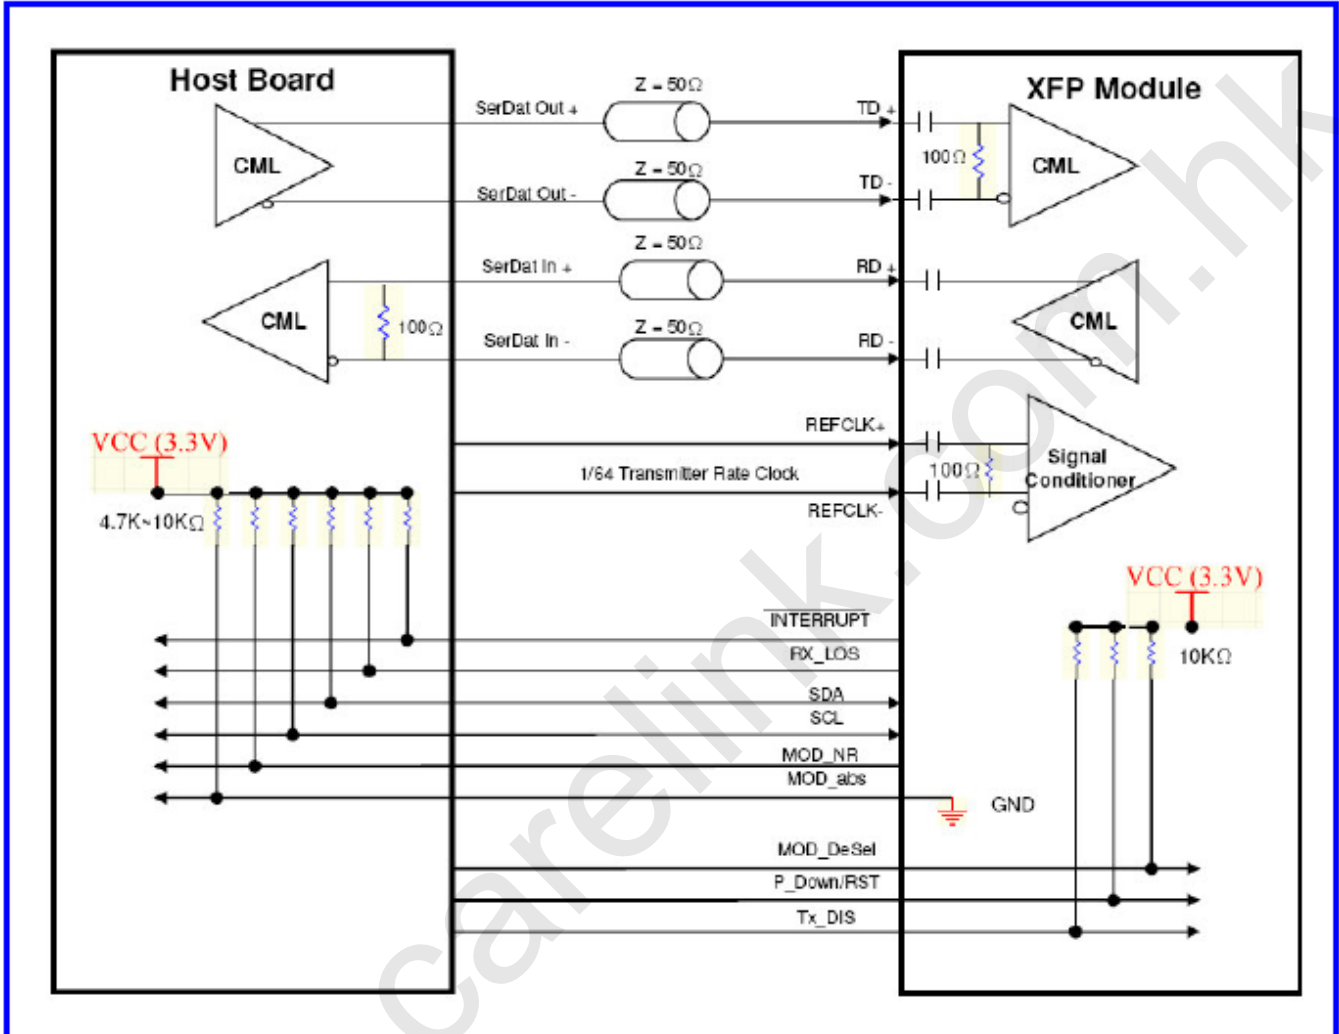 Host Board
XFP Module
Z = 50Ω
SerDat Out +
TD +
CML
100Ω
CML
Z = 50Ω
SerDat Out -
TD -
Z = 50Ω
SerDat In +
RD +
CML
100Ω
CML
Z = 50Ω
SerDat In -
RD -
REFCLK+
VCC (3.3V)
1/64 Transmitter Rate Clock
100Ω
Signal
Conditioner
4.7K~10KΩ
REFCLK-
VCC (3.3V)
INTERRUPT
RX_LOS
10KΩ
SDA
SCL
MOD_NR
MOD_abs
GND
MOD_DeSel
P_Down/RST
Tx_DIS
carelink.com.hk